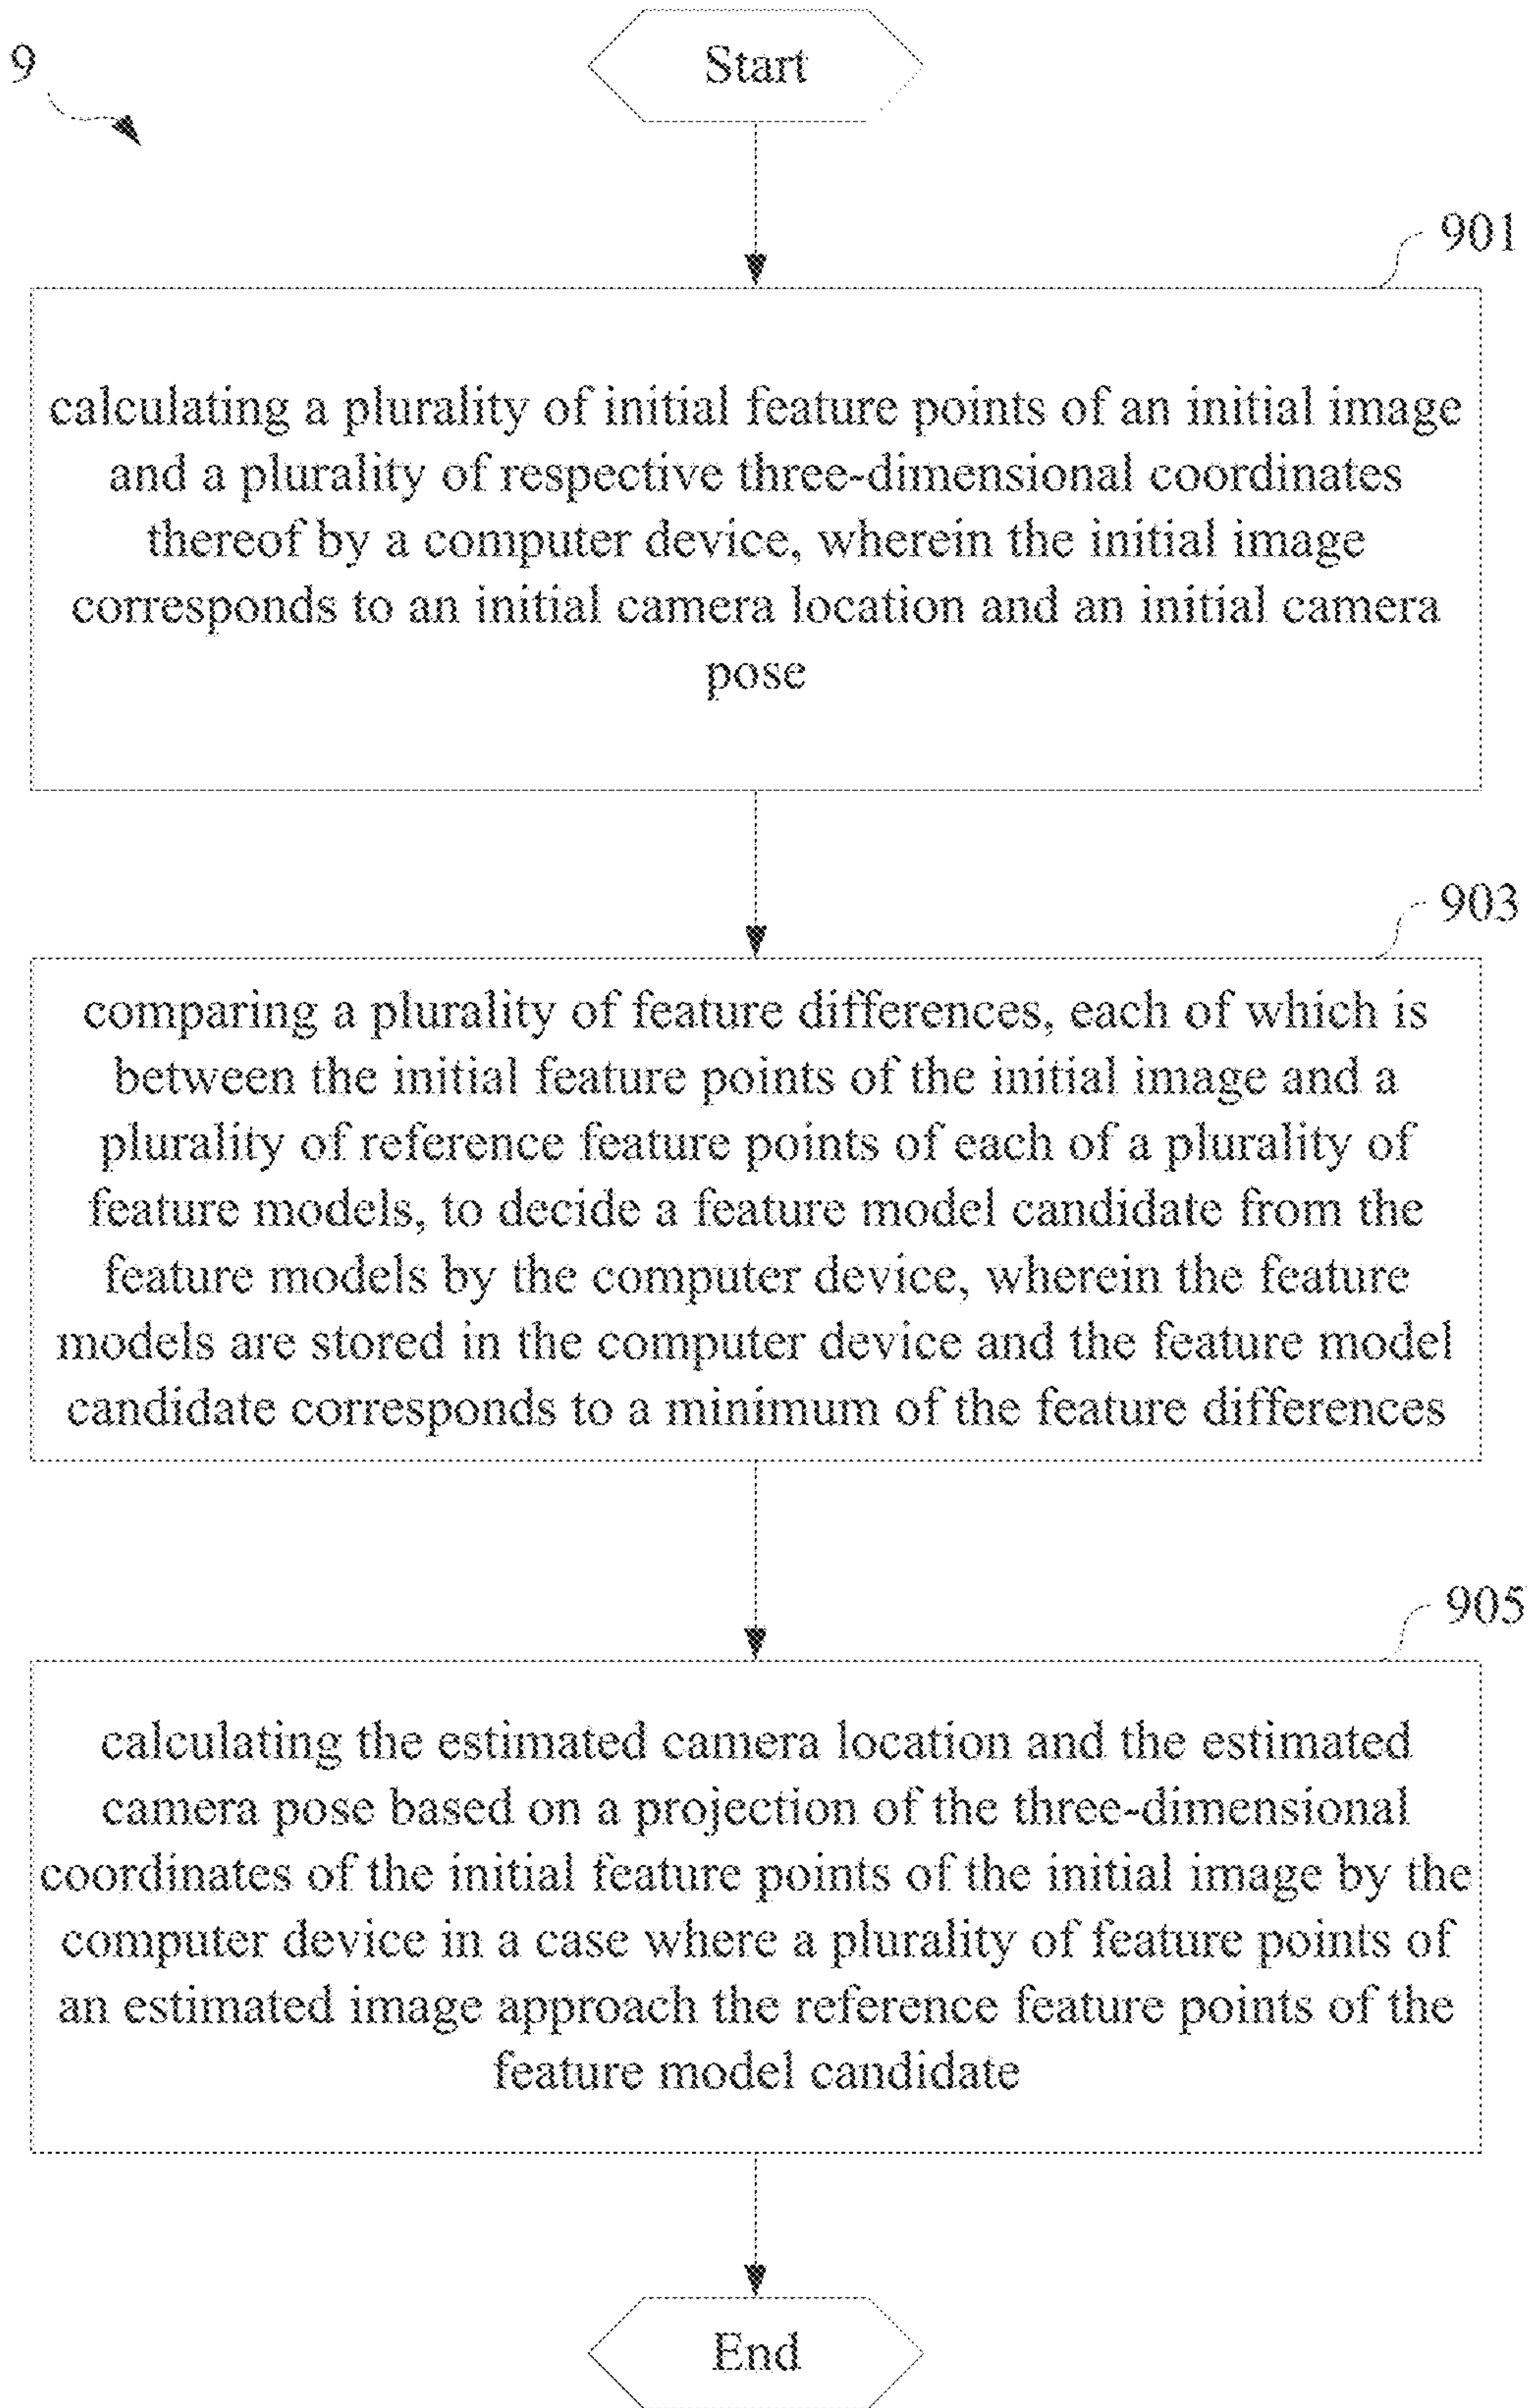 9
Start
901
calculating a plurality of initial feature points of an initial image
and a plurality of respective three-dimensional coordinates
thereof by a computer device, wherein the initial image
corresponds to an initial camera location and an initial camera
pose
903
comparing a plurality of feature differences, each of which is
between the initial feature points of the initial image and a
plurality of reference feature points of each of a plurality of
feature models, to decide a feature model candidate from the
feature models by the computer device, wherein the feature
models are stored in the computer device and the feature model
candidate corresponds to a minimum of the feature differences
905
calculating the estimated camera location and the estimated
camera pose based on a projection of the three-dimensional
coordinates of the initial feature points of the initial image by the
computer device in a case where a plurality of feature points of
an estimated image approach the reference feature points of the
feature model candidate
End